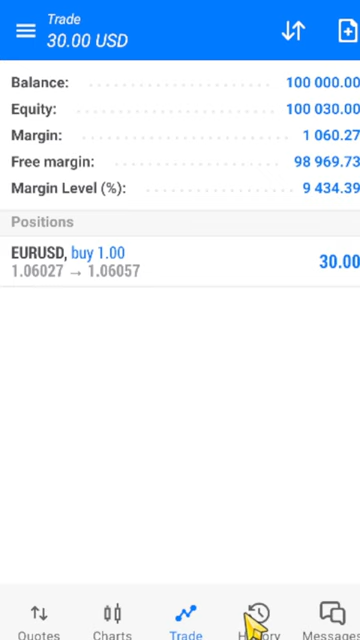 Trade
30.00 USD
Balance: 100 000.00
Equity: 100 030.00
Margin: 1 060.27
Free margin: 98 969.73
Margin Level (%): 9 434.39
Positions
EURUSD, buy 1.00
1.06027 → 1.06057 30.00
Quotes Charts Trade History Messages